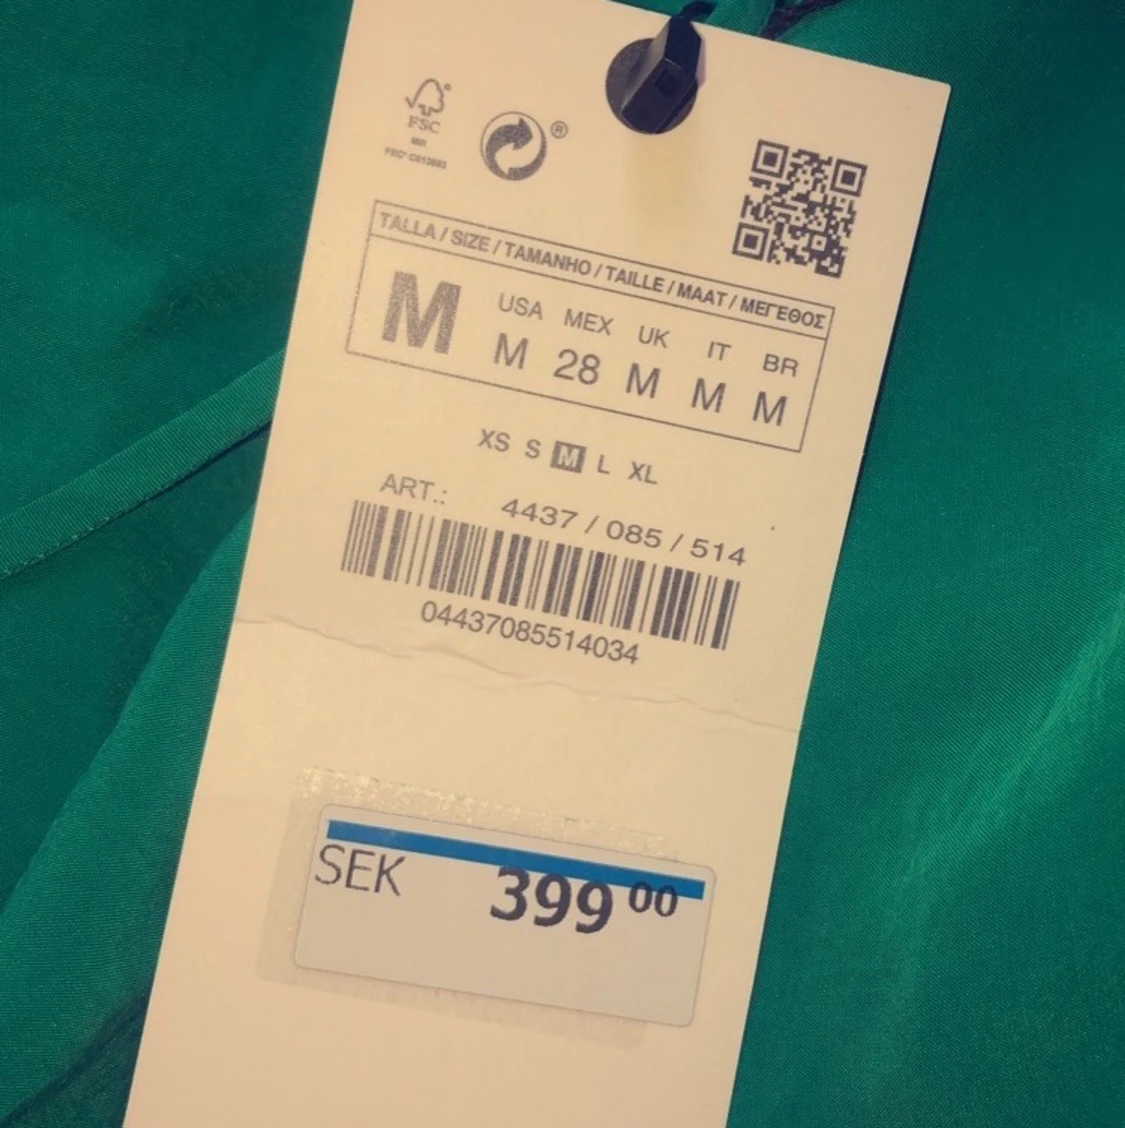 FSC®
MIX
®
TALLA / SIZE / TAMANHO / TAILLE / MAAT / ΜΕΓΕΘΟΣ
M
USA MEX UK IT BR
M 28 M M M
XS S M L XL
ART.: 4437 / 085 / 514
04437085514034
SEK 399 00